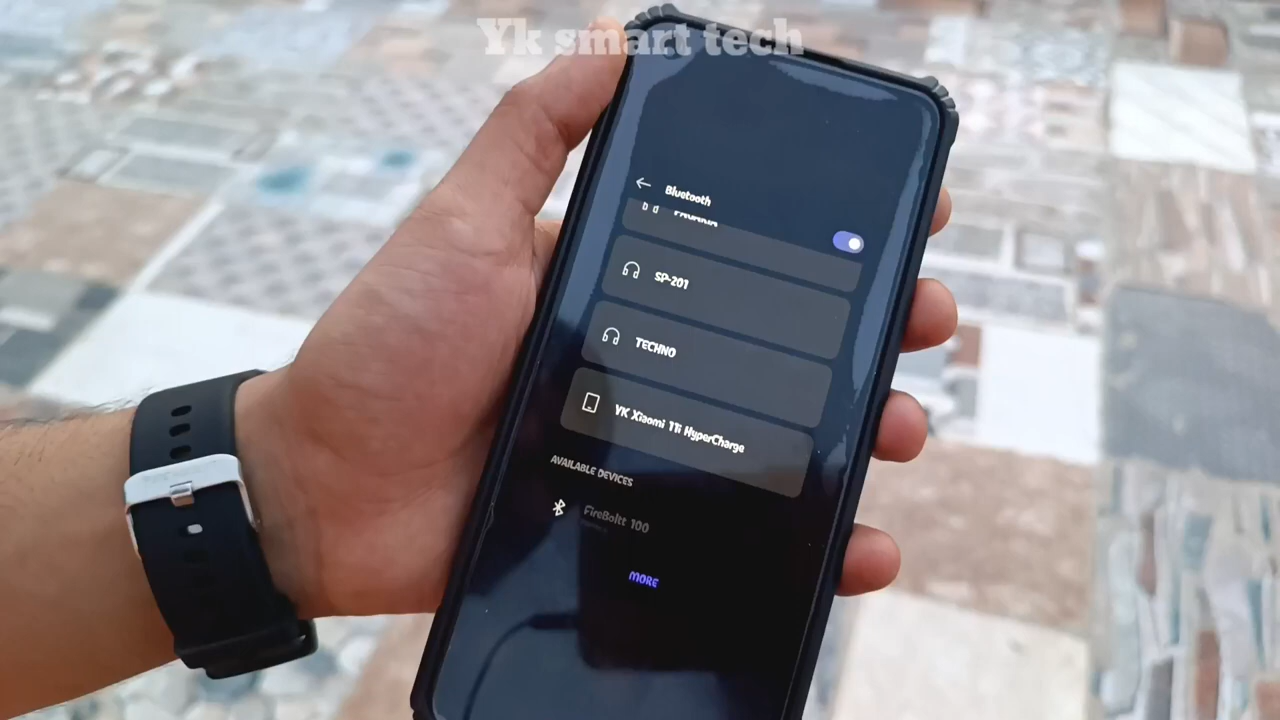 Yk smart tech
Bluetooth
SP-201
TECHNO
YK Xiaomi 11i HyperCharge
AVAILABLE DEVICES
FireBoltt 100
MORE